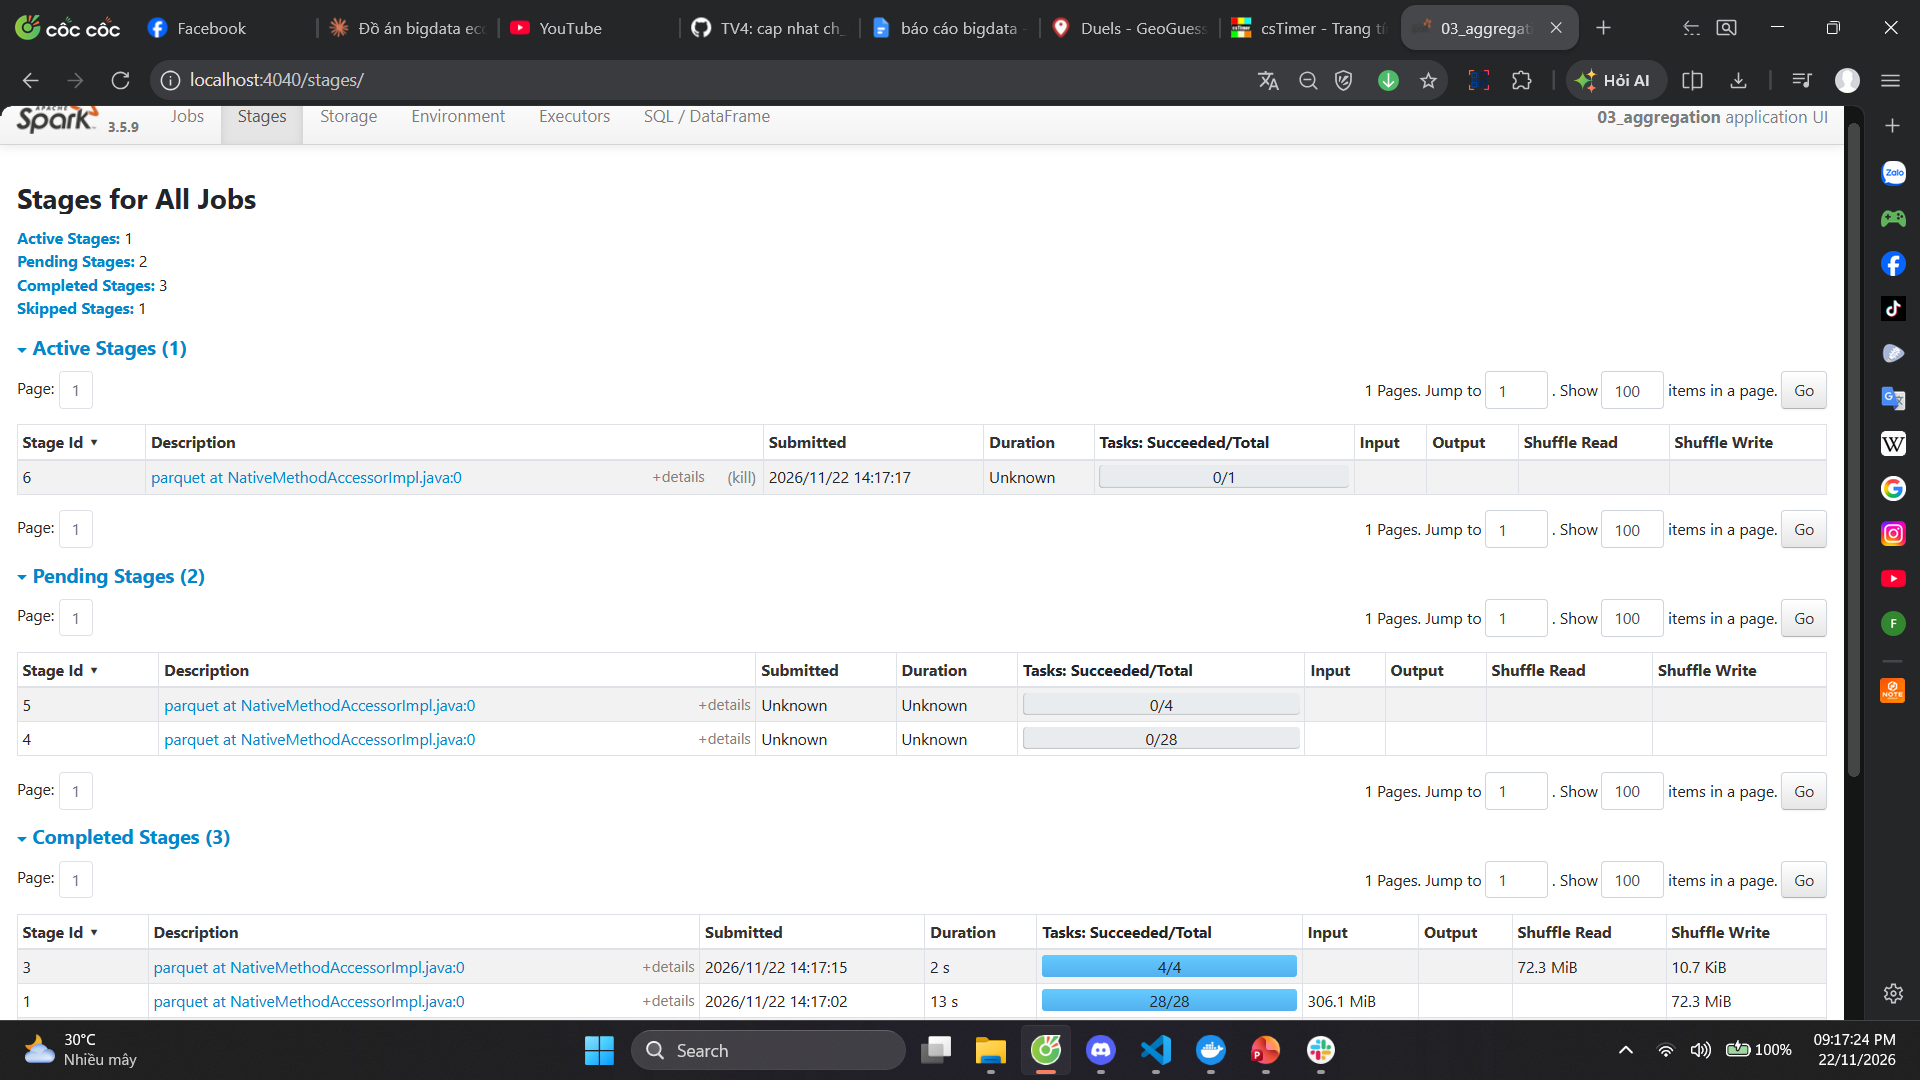 cốc cốc
Facebook
Đồ án bigdata ecc
YouTube
TV4: cap nhat ch_
báo cáo bigdata -
Duels - GeoGuess
csTimer - Trang tí
03_aggregati
localhost:4040/stages/
Hỏi AI
APACHE Spark 3.5.9
Jobs
Stages
Storage
Environment
Executors
SQL / DataFrame
03_aggregation application UI
Stages for All Jobs
Active Stages: 1
Pending Stages: 2
Completed Stages: 3
Skipped Stages: 1
Active Stages (1)
Page: 1
1 Pages. Jump to 1 . Show 100 items in a page. Go
Stage Id ▼ Description Submitted Duration Tasks: Succeeded/Total Input Output Shuffle Read Shuffle Write
6 parquet at NativeMethodAccessorImpl.java:0 +details (kill) 2026/11/22 14:17:17 Unknown 0/1
Page: 1
1 Pages. Jump to 1 . Show 100 items in a page. Go
Pending Stages (2)
Page: 1
1 Pages. Jump to 1 . Show 100 items in a page. Go
Stage Id ▼ Description Submitted Duration Tasks: Succeeded/Total Input Output Shuffle Read Shuffle Write
5 parquet at NativeMethodAccessorImpl.java:0 +details Unknown Unknown 0/4
4 parquet at NativeMethodAccessorImpl.java:0 +details Unknown Unknown 0/28
Page: 1
1 Pages. Jump to 1 . Show 100 items in a page. Go
Completed Stages (3)
Page: 1
1 Pages. Jump to 1 . Show 100 items in a page. Go
Stage Id ▼ Description Submitted Duration Tasks: Succeeded/Total Input Output Shuffle Read Shuffle Write
3 parquet at NativeMethodAccessorImpl.java:0 +details 2026/11/22 14:17:15 2 s 4/4 72.3 MiB 10.7 KiB
1 parquet at NativeMethodAccessorImpl.java:0 +details 2026/11/22 14:17:02 13 s 28/28 306.1 MiB 72.3 MiB
Zalo
W
F
NOTE
30°C
Nhiều mây
Search
100%
09:17:24 PM
22/11/2026